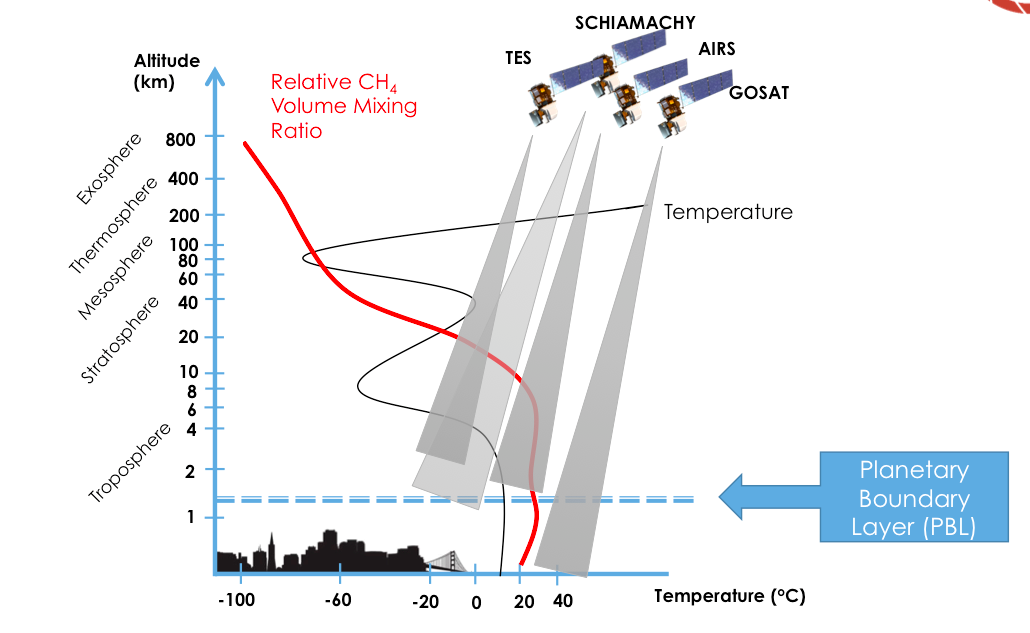 SCHIAMACHY
TES
AIRS
GOSAT
Altitude
(km)
Relative CH₄
Volume Mixing
Ratio
Exosphere
Thermosphere
Mesosphere
Stratosphere
Troposphere
800
400
200
100
80
60
40
20
10
8
6
4
2
1
Temperature
Planetary
Boundary
Layer (PBL)
-100
-60
-20
0
20
40
Temperature (°C)